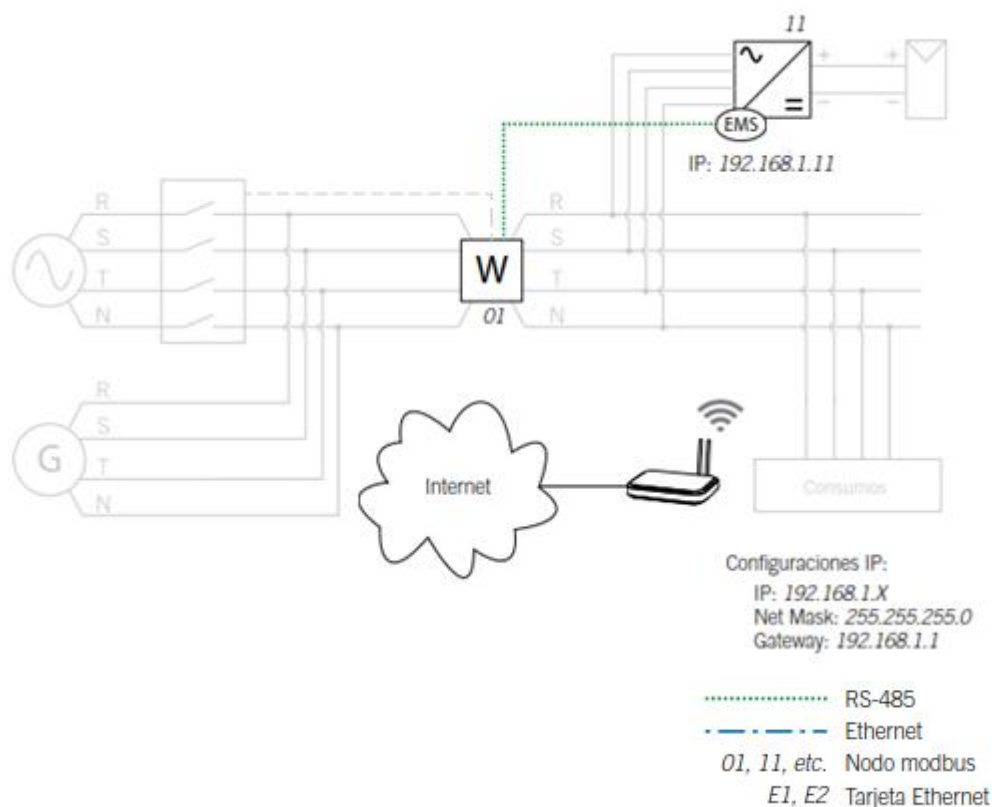 11
+ +
- -
EMS
IP: 192.168.1.11
R
S
T
N
W
01
R
S
T
N
R
S
T
N
G
Internet
Consumos
Configuraciones IP:
IP: 192.168.1.X
Net Mask: 255.255.255.0
Gateway: 192.168.1.1
RS-485
Ethernet
01, 11, etc. Nodo modbus
E1, E2 Tarjeta Ethernet